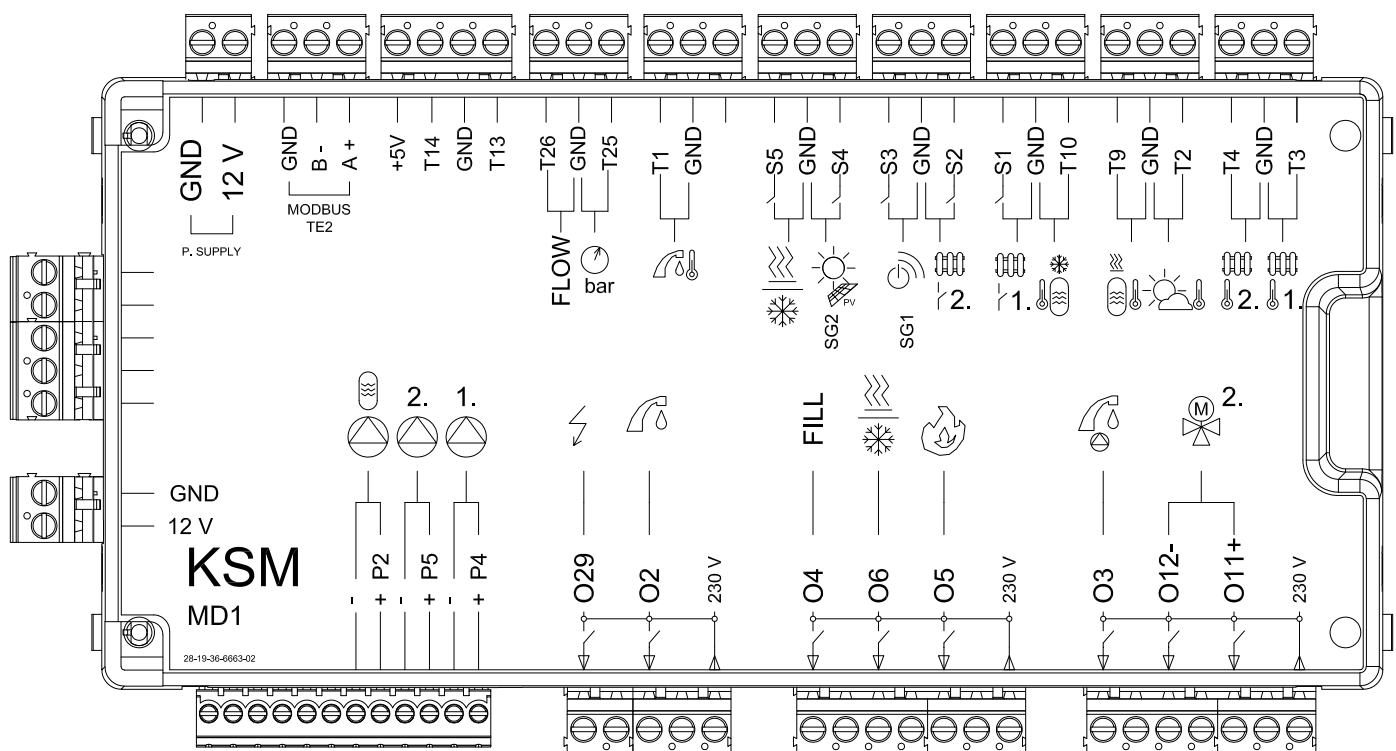 GND
12 V
P. SUPPLY
GND
B -
A +
MODBUS
TE2
+5V
T14
GND
T13
T26
GND
T25
FLOW
bar
T1
GND
S5
GND
S4
PV
SG2
S3
GND
S2
SG1
2.
S1
GND
T10
1.
T9
GND
T2
T4
GND
T3
2.
1.
2.
1.
FILL
M
2.
GND
12 V
KSM
MD1
28-19-36-6663-02
-
+ P2
-
+ P5
-
+ P4
O29
O2
230 V
O4
O6
O5
230 V
O3
O12-
O11+
230 V